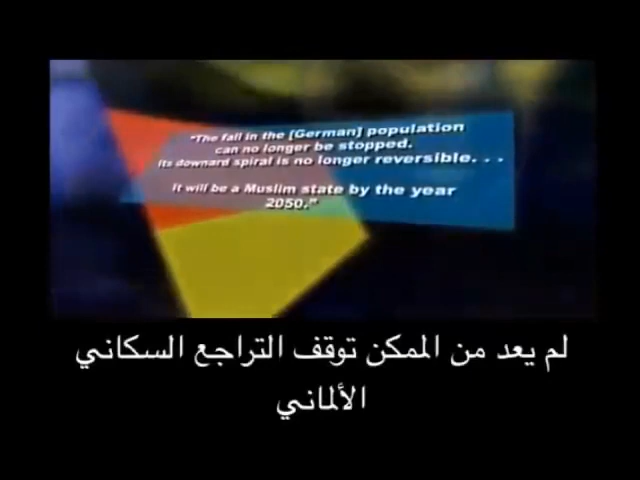 "The fall in the [German] population
can no longer be stopped.
Its downard spiral is no longer reversible. . .
It will be a Muslim state by the year
2050."
لم يعد من الممكن توقف التراجع السكاني
الألماني